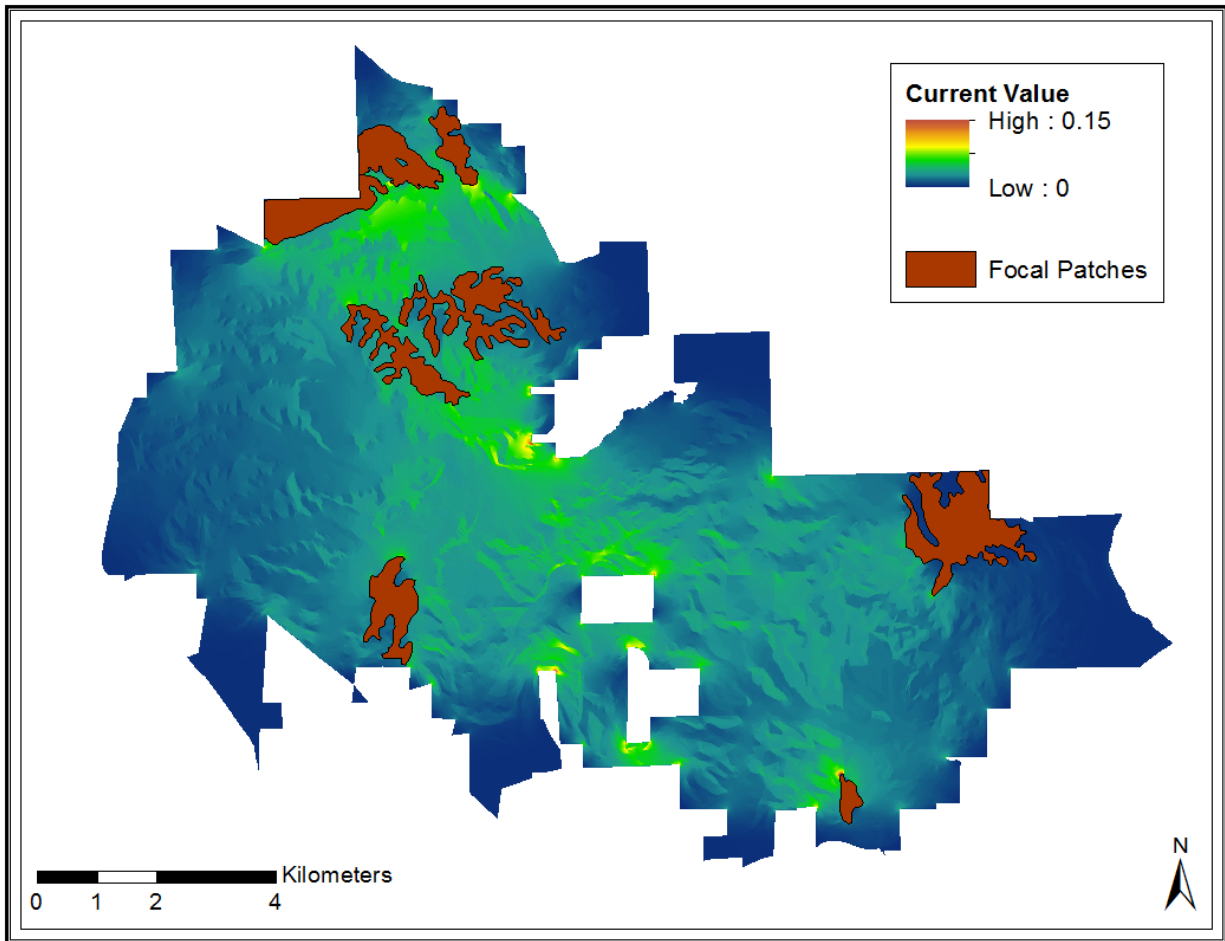 Current Value
High : 0.15
Low : 0
Focal Patches
N
Kilometers
0 1 2 4